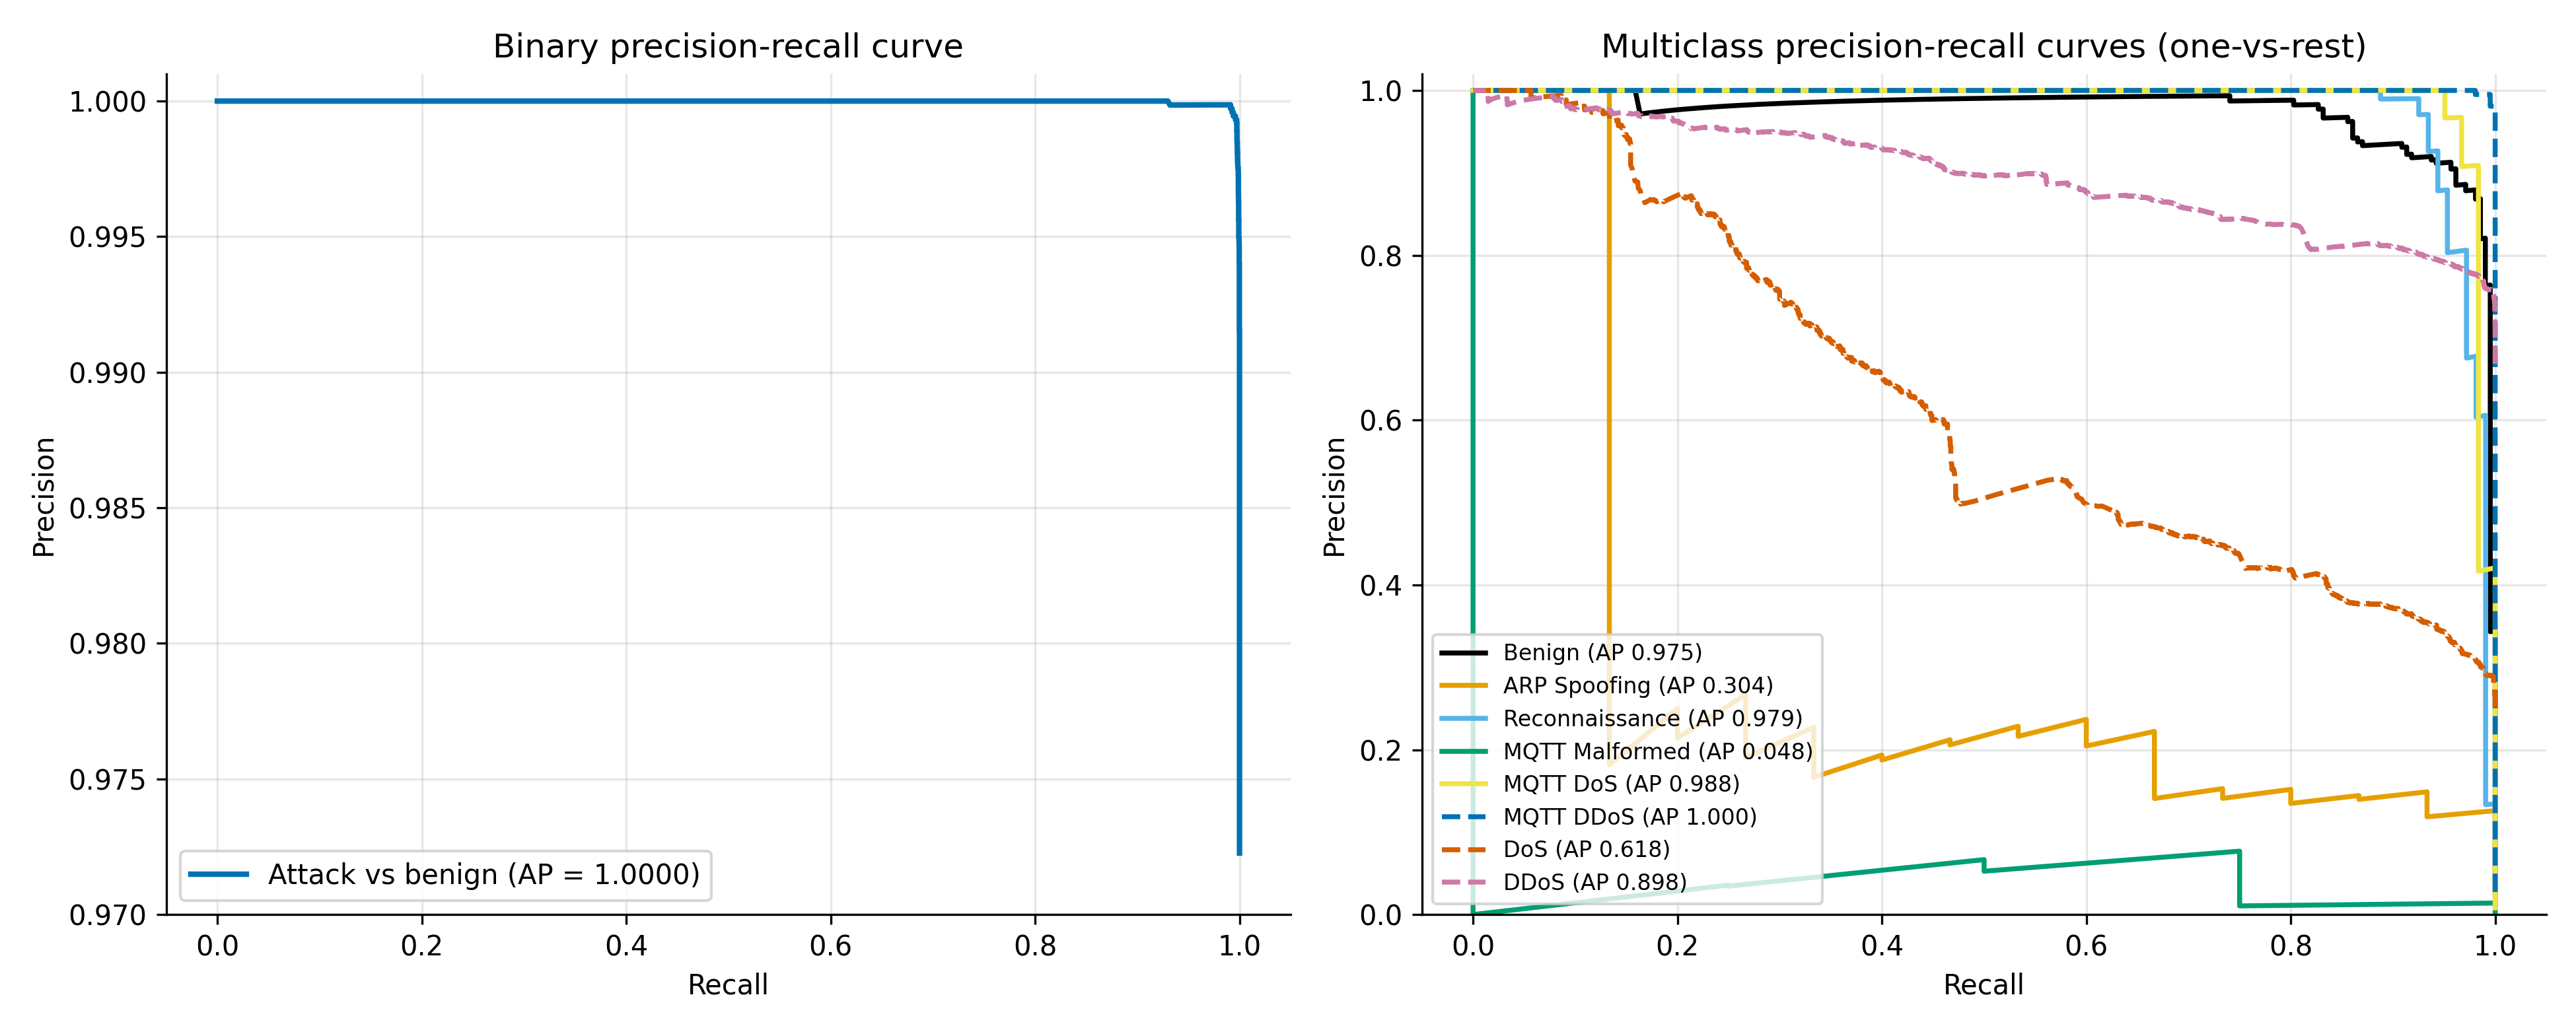 Binary precision-recall curve
1.000
0.995
0.990
0.985
0.980
0.975
0.970
Precision
0.0 0.2 0.4 0.6 0.8 1.0
Recall
Attack vs benign (AP = 1.0000)
Multiclass precision-recall curves (one-vs-rest)
1.0
0.8
0.6
0.4
0.2
0.0
Precision
0.0 0.2 0.4 0.6 0.8 1.0
Recall
Benign (AP 0.975)
ARP Spoofing (AP 0.304)
Reconnaissance (AP 0.979)
MQTT Malformed (AP 0.048)
MQTT DoS (AP 0.988)
MQTT DDoS (AP 1.000)
DoS (AP 0.618)
DDoS (AP 0.898)